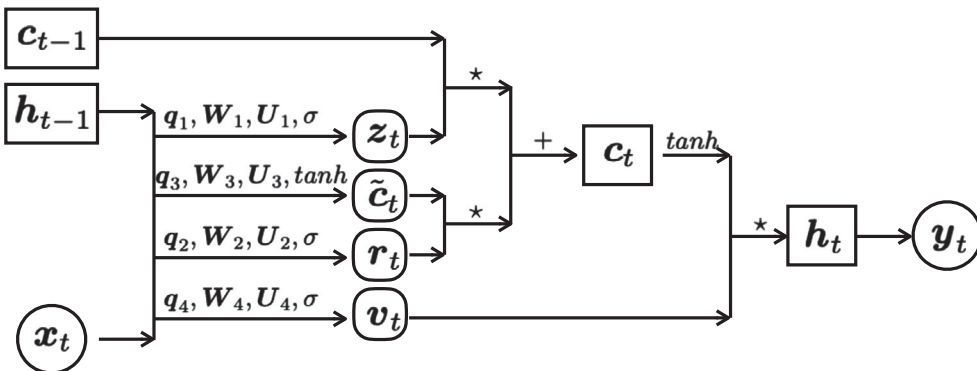 c_{t−1}
h_{t−1}
⋆
q_1, W_1, U_1, σ
z_t
+
c_t
tanh
q_3, W_3, U_3, tanh
c̃_t
⋆
⋆
h_t
y_t
q_2, W_2, U_2, σ
r_t
q_4, W_4, U_4, σ
v_t
x_t